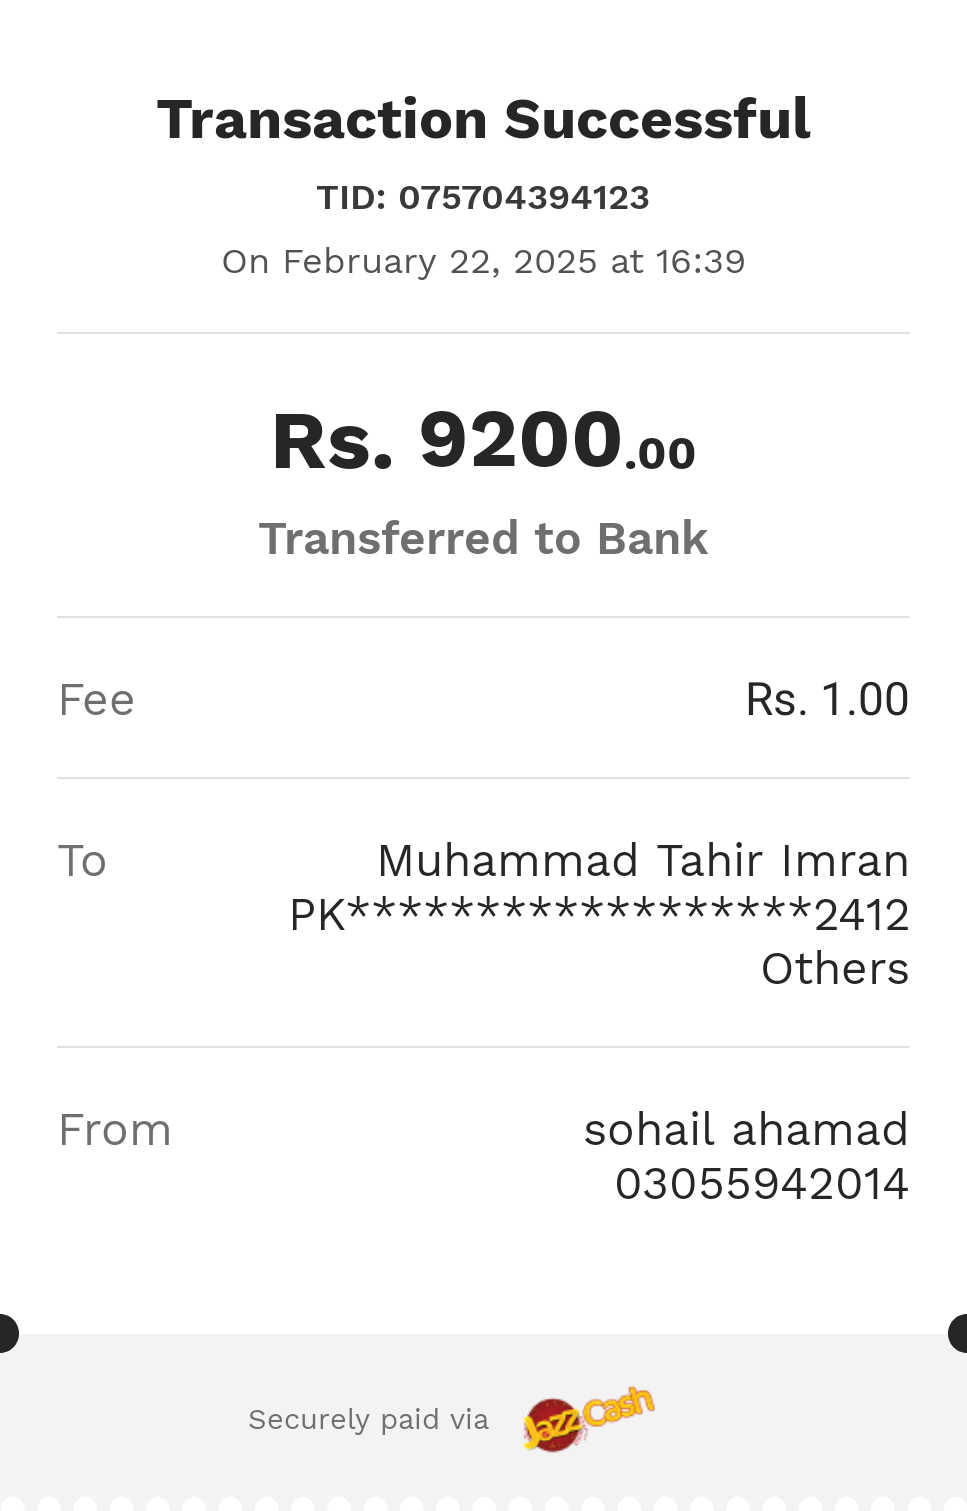 Transaction Successful
TID: 075704394123
On February 22, 2025 at 16:39
Rs. 9200.00
Transferred to Bank
Fee Rs. 1.00
To Muhammad Tahir Imran
PK******************2412
Others
From sohail ahamad
03055942014
Securely paid via JazzCash